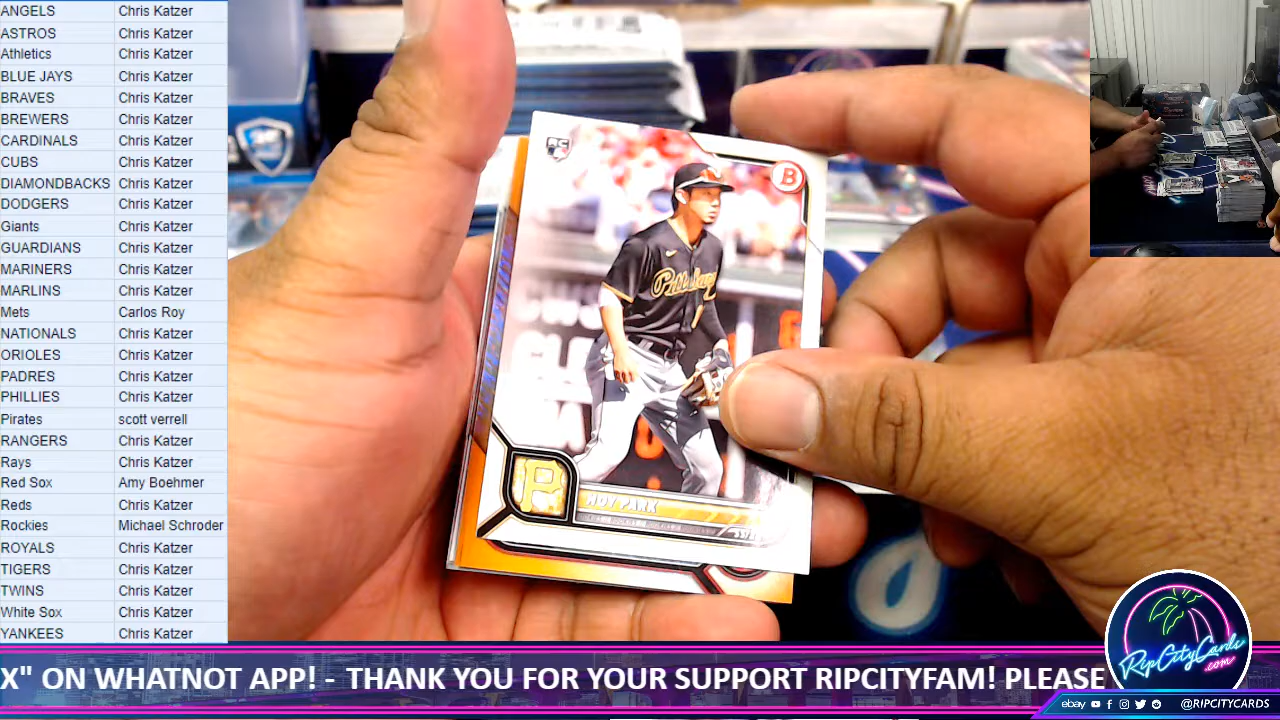 ANGELS Chris Katzer
ASTROS Chris Katzer
Athletics Chris Katzer
BLUE JAYS Chris Katzer
BRAVES Chris Katzer
BREWERS Chris Katzer
CARDINALS Chris Katzer
CUBS Chris Katzer
DIAMONDBACKS Chris Katzer
DODGERS Chris Katzer
Giants Chris Katzer
GUARDIANS Chris Katzer
MARINERS Chris Katzer
MARLINS Chris Katzer
Mets Carlos Roy
NATIONALS Chris Katzer
ORIOLES Chris Katzer
PADRES Chris Katzer
PHILLIES Chris Katzer
Pirates scott verrell
RANGERS Chris Katzer
Rays Chris Katzer
Red Sox Amy Boehmer
Reds Chris Katzer
Rockies Michael Schroder
ROYALS Chris Katzer
TIGERS Chris Katzer
TWINS Chris Katzer
White Sox Chris Katzer
YANKEES Chris Katzer
RC
B
Pittsburgh
P
HOY PARK
RipCityCards
.com
X" ON WHATNOT APP! - THANK YOU FOR YOUR SUPPORT RIPCITYFAM! PLEASE
ebay @RIPCITYCARDS